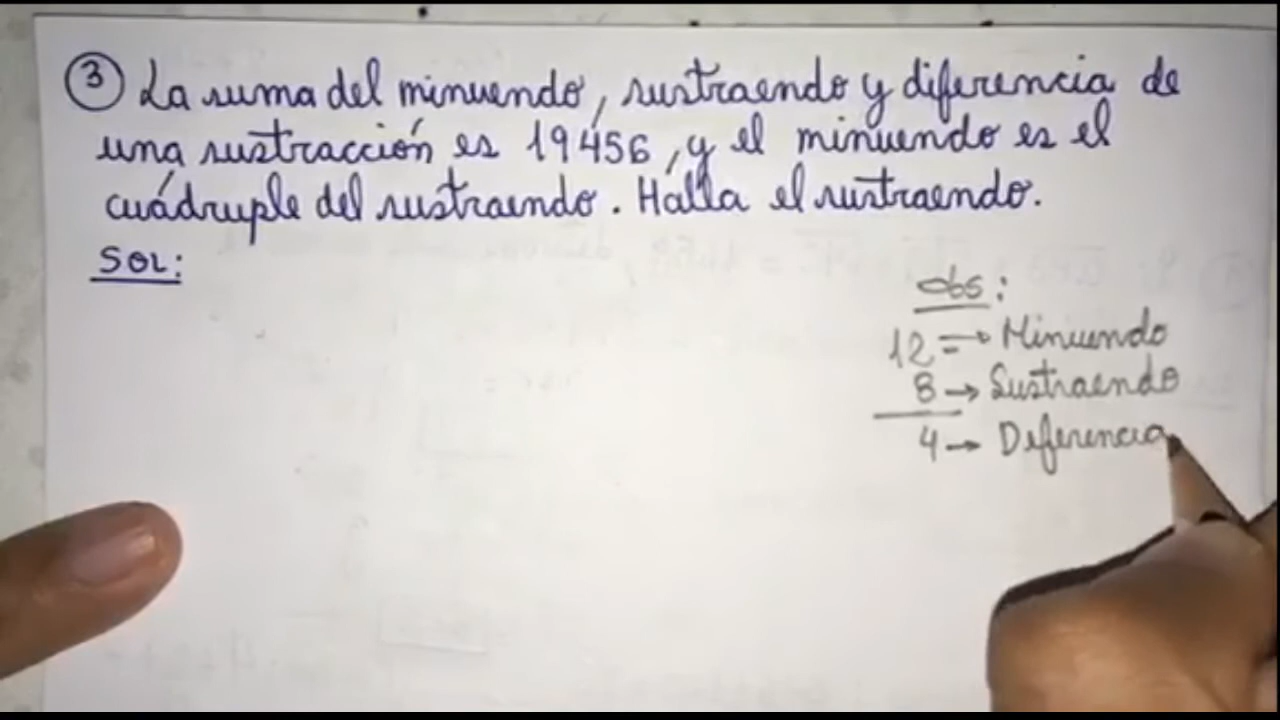 ③ La suma del minuendo, sustraendo y diferencia de
una sustracción es 19456, y el minuendo es el
cuádruple del sustraendo. Halla el sustraendo.
SOL:
obs:
12 => Minuendo
8 → Sustraendo
4 → Diferencia